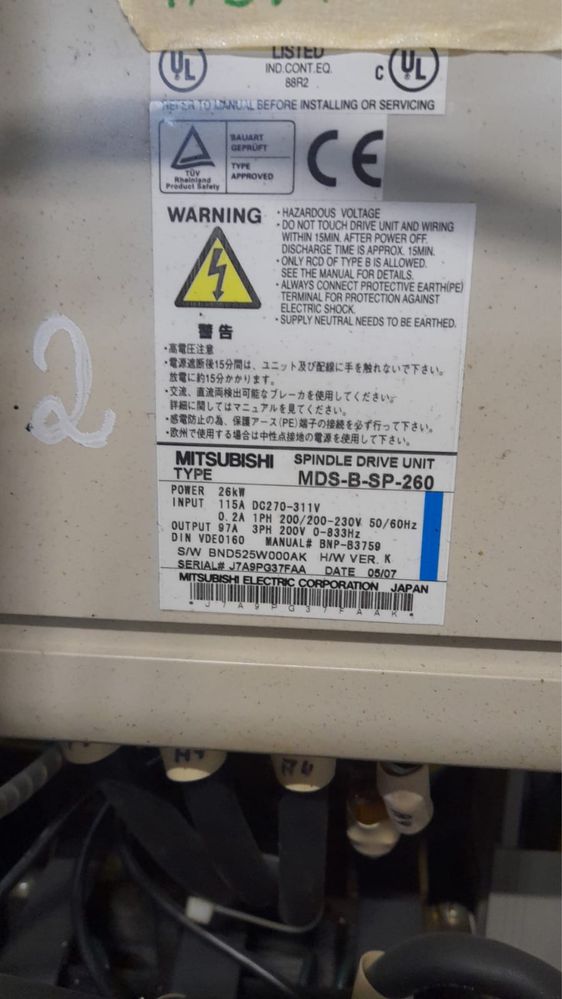 UL
LISTED
IND.CONT.EQ.
88R2
C UL
REFER TO MANUAL BEFORE INSTALLING OR SERVICING
TÜV
Rheinland
Product Safety
BAUART
GEPRÜFT
TYPE
APPROVED
CE
WARNING
・HAZARDOUS VOLTAGE
・DO NOT TOUCH DRIVE UNIT AND WIRING
WITHIN 15MIN. AFTER POWER OFF.
DISCHARGE TIME IS APPROX. 15MIN.
・ONLY RCD OF TYPE B IS ALLOWED.
SEE THE MANUAL FOR DETAILS.
・ALWAYS CONNECT PROTECTIVE EARTH(PE)
TERMINAL FOR PROTECTION AGAINST
ELECTRIC SHOCK.
・SUPPLY NEUTRAL NEEDS TO BE EARTHED.
警告
・高電圧注意
・電源遮断後15分間は、ユニット及び配線に手を触れないで下さい。
放電に約15分かかります。
・交流、直流両検出可能なブレーカを使用してください。
詳細に関してはマニュアルを見てください。
・感電防止の為、保護アース(PE)端子の接続を必ず行って下さい。
・欧州で使用する場合は中性点接地の電源を使用して下さい。
2
MITSUBISHI SPINDLE DRIVE UNIT
TYPE MDS-B-SP-260
POWER 26kW
INPUT 115A DC270-311V
0.2A 1PH 200/200-230V 50/60Hz
OUTPUT 97A 3PH 200V 0-833Hz
DIN VDE0160 MANUAL# BNP-B3759
S/W BND525W000AK H/W VER. K
SERIAL# J7A9PG37FAA DATE 05/07
MITSUBISHI ELECTRIC CORPORATION JAPAN
* J 7 A 9 P G 3 7 F A A K *